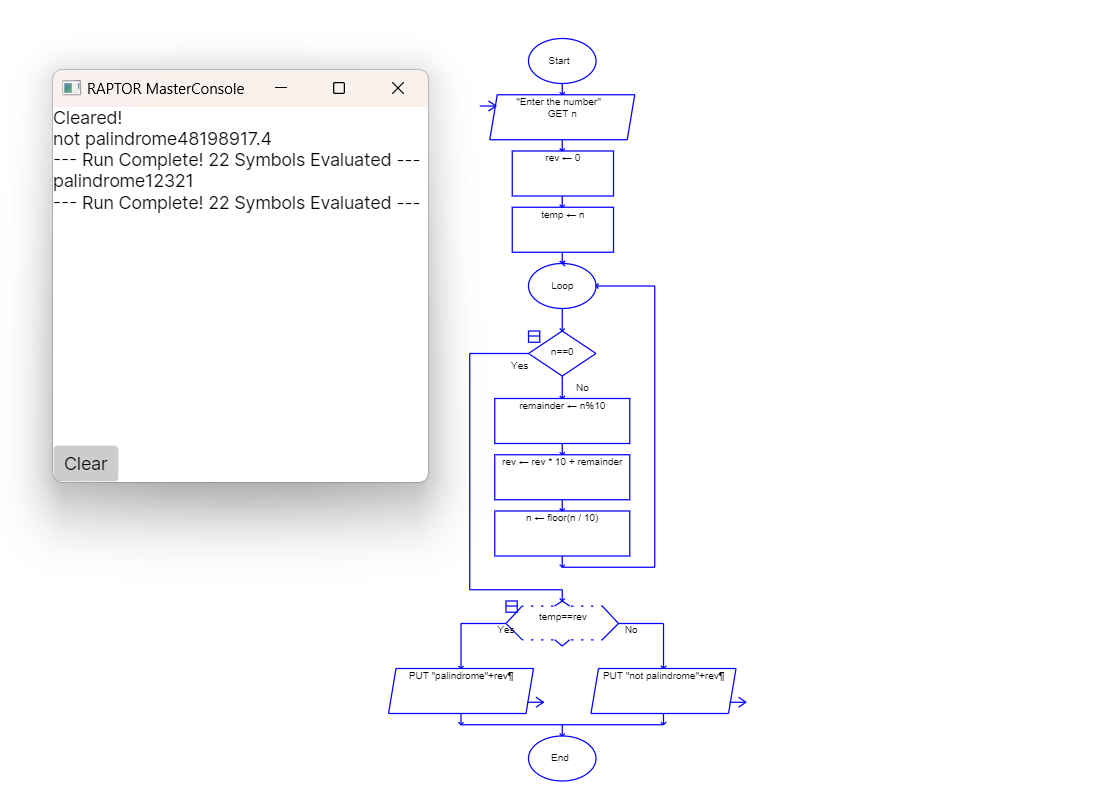 RAPTOR MasterConsole
Cleared!
not palindrome48198917.4
--- Run Complete! 22 Symbols Evaluated ---
palindrome12321
--- Run Complete! 22 Symbols Evaluated ---
Clear
Start
"Enter the number"
GET n
rev ← 0
temp ← n
Loop
n==0
Yes
No
remainder ← n%10
rev ← rev * 10 + remainder
n ← floor(n / 10)
temp==rev
Yes
No
PUT "palindrome"+rev¶
PUT "not palindrome"+rev¶
End